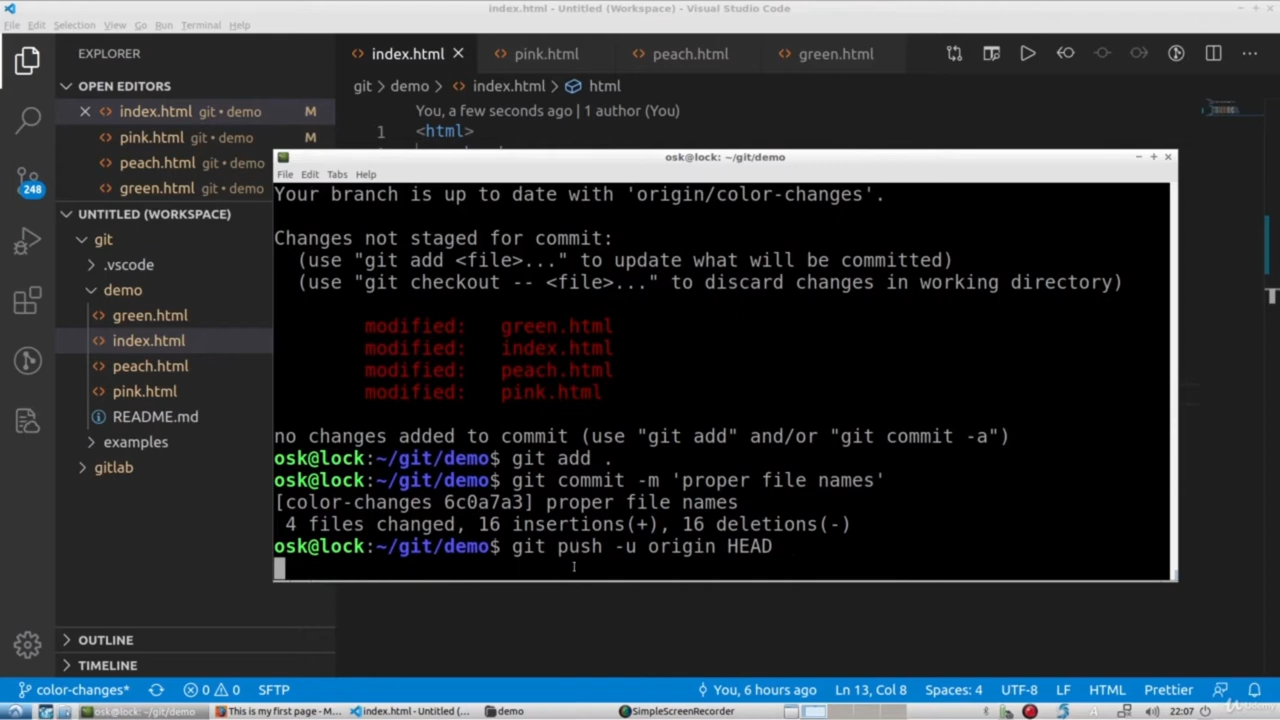 index.html - Untitled (Workspace) - Visual Studio Code
File Edit Selection View Go Run Terminal Help
EXPLORER
index.html
pink.html
peach.html
green.html
OPEN EDITORS
git > demo > index.html > html
index.html git • demo M
You, a few seconds ago | 1 author (You)
pink.html git • demo M
1 <html>
peach.html git • demo
green.html git • demo
248
UNTITLED (WORKSPACE)
git
.vscode
demo
green.html
index.html
peach.html
pink.html
README.md
examples
gitlab
OUTLINE
TIMELINE
osk@lock: ~/git/demo
File Edit Tabs Help
Your branch is up to date with 'origin/color-changes'.
Changes not staged for commit:
(use "git add <file>..." to update what will be committed)
(use "git checkout -- <file>..." to discard changes in working directory)
modified: green.html
modified: index.html
modified: peach.html
modified: pink.html
no changes added to commit (use "git add" and/or "git commit -a")
osk@lock:~/git/demo$ git add .
osk@lock:~/git/demo$ git commit -m 'proper file names'
[color-changes 6c0a7a3] proper file names
4 files changed, 16 insertions(+), 16 deletions(-)
osk@lock:~/git/demo$ git push -u origin HEAD
color-changes* 0 0 SFTP You, 6 hours ago Ln 13, Col 8 Spaces: 4 UTF-8 LF HTML Prettier
osk@lock: ~/git/demo This is my first page - M... index.html - Untitled (... demo SimpleScreenRecorder 22:07
Udemy